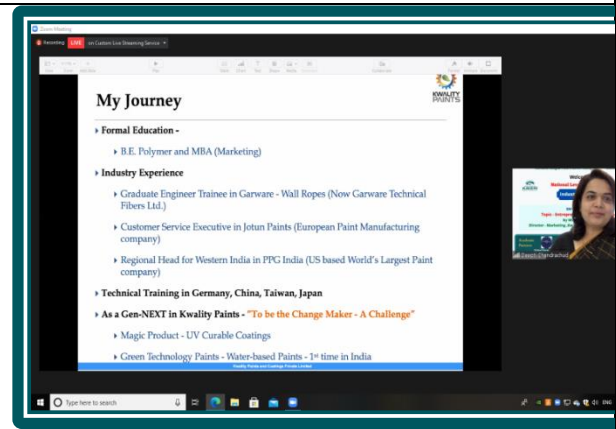 Zoom Meeting
Recording LIVE on Custom Live Streaming Service
KWALITY
PAINTS
My Journey
Formal Education -
B.E. Polymer and MBA (Marketing)
Industry Experience
Graduate Engineer Trainee in Garware - Wall Ropes (Now Garware Technical
Fibers Ltd.)
Customer Service Executive in Jotun Paints (European Paint Manufacturing
company)
Regional Head for Western India in PPG India (US based World's Largest Paint
company)
Technical Training in Germany, China, Taiwan, Japan
As a Gen-NEXT in Kwality Paints - "To be the Change Maker - A Challenge"
Magic Product - UV Curable Coatings
Green Technology Paints - Water-based Paints - 1st time in India
Kwality Paints and Coatings Private Limited
Type here to search
ENG